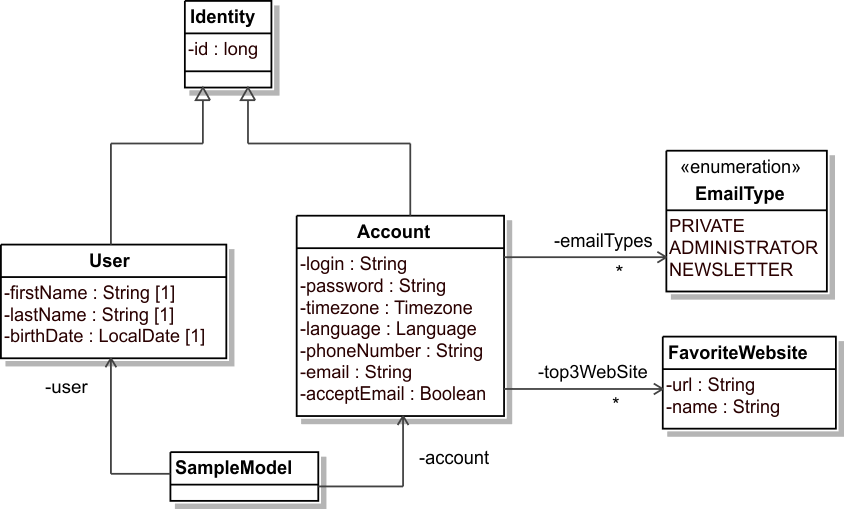 Identity
-id : long
«enumeration»
EmailType
PRIVATE
ADMINISTRATOR
NEWSLETTER
Account
-login : String
-password : String
-timezone : Timezone
-language : Language
-phoneNumber : String
-email : String
-acceptEmail : Boolean
-emailTypes
*
User
-firstName : String [1]
-lastName : String [1]
-birthDate : LocalDate [1]
FavoriteWebsite
-url : String
-name : String
-top3WebSite
*
-user
SampleModel
-account